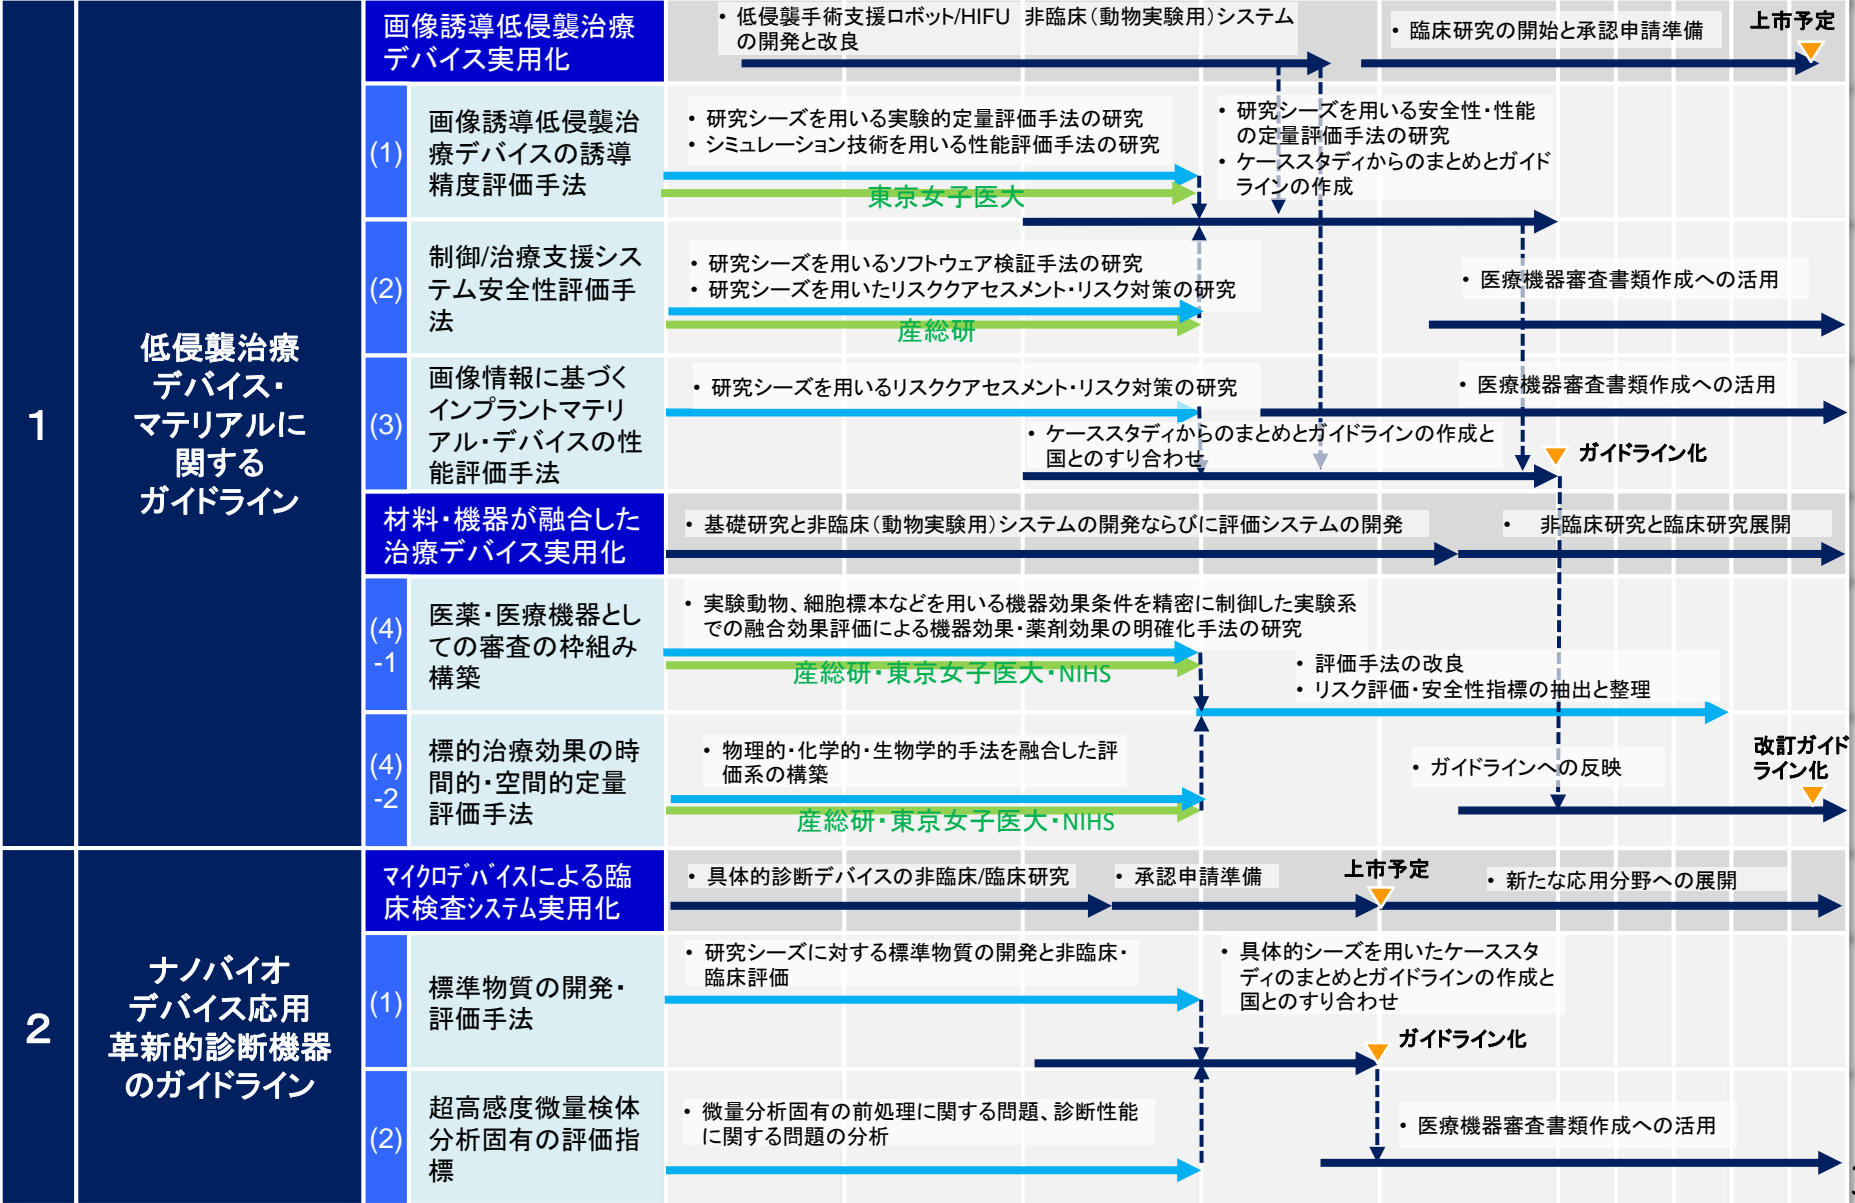 画像誘導低侵襲治療
デバイス実用化
• 低侵襲手術支援ロボット/HIFU 非臨床（動物実験用）システム
の開発と改良
• 臨床研究の開始と承認申請準備
上市予定
1
低侵襲治療
デバイス・
マテリアルに
関する
ガイドライン
(1)
画像誘導低侵襲治
療デバイスの誘導
精度評価手法
• 研究シーズを用いる実験的定量評価手法の研究
• シミュレーション技術を用いる性能評価手法の研究
東京女子医大
• 研究シーズを用いる安全性・性能
の定量評価手法の研究
• ケーススタディからのまとめとガイド
ラインの作成
(2)
制御/治療支援シス
テム安全性評価手
法
• 研究シーズを用いるソフトウェア検証手法の研究
• 研究シーズを用いたリスククアセスメント・リスク対策の研究
産総研
• 医療機器審査書類作成への活用
(3)
画像情報に基づく
インプラントマテリ
アル・デバイスの性
能評価手法
• 研究シーズを用いるリスククアセスメント・リスク対策の研究
• 医療機器審査書類作成への活用
• ケーススタディからのまとめとガイドラインの作成と
国とのすり合わせ
ガイドライン化
材料・機器が融合した
治療デバイス実用化
• 基礎研究と非臨床（動物実験用）システムの開発ならびに評価システムの開発
• 非臨床研究と臨床研究展開
(4)
-1
医薬・医療機器とし
ての審査の枠組み
構築
• 実験動物、細胞標本などを用いる機器効果条件を精密に制御した実験系
での融合効果評価による機器効果・薬剤効果の明確化手法の研究
産総研・東京女子医大・NIHS
• 評価手法の改良
• リスク評価・安全性指標の抽出と整理
(4)
-2
標的治療効果の時
間的・空間的定量
評価手法
• 物理的・化学的・生物学的手法を融合した評
価系の構築
産総研・東京女子医大・NIHS
• ガイドラインへの反映
改訂ガイド
ライン化
2
ナノバイオ
デバイス応用
革新的診断機器
のガイドライン
ﾏｲｸﾛﾃﾞﾊﾞｲｽによる臨
床検査ｼｽﾃﾑ実用化
• 具体的診断デバイスの非臨床/臨床研究
• 承認申請準備
上市予定
• 新たな応用分野への展開
(1)
標準物質の開発・
評価手法
• 研究シーズに対する標準物質の開発と非臨床・
臨床評価
• 具体的シーズを用いたケーススタ
ディのまとめとガイドラインの作成と
国とのすり合わせ
ガイドライン化
(2)
超高感度微量検体
分析固有の評価指
標
• 微量分析固有の前処理に関する問題、診断性能
に関する問題の分析
• 医療機器審査書類作成への活用